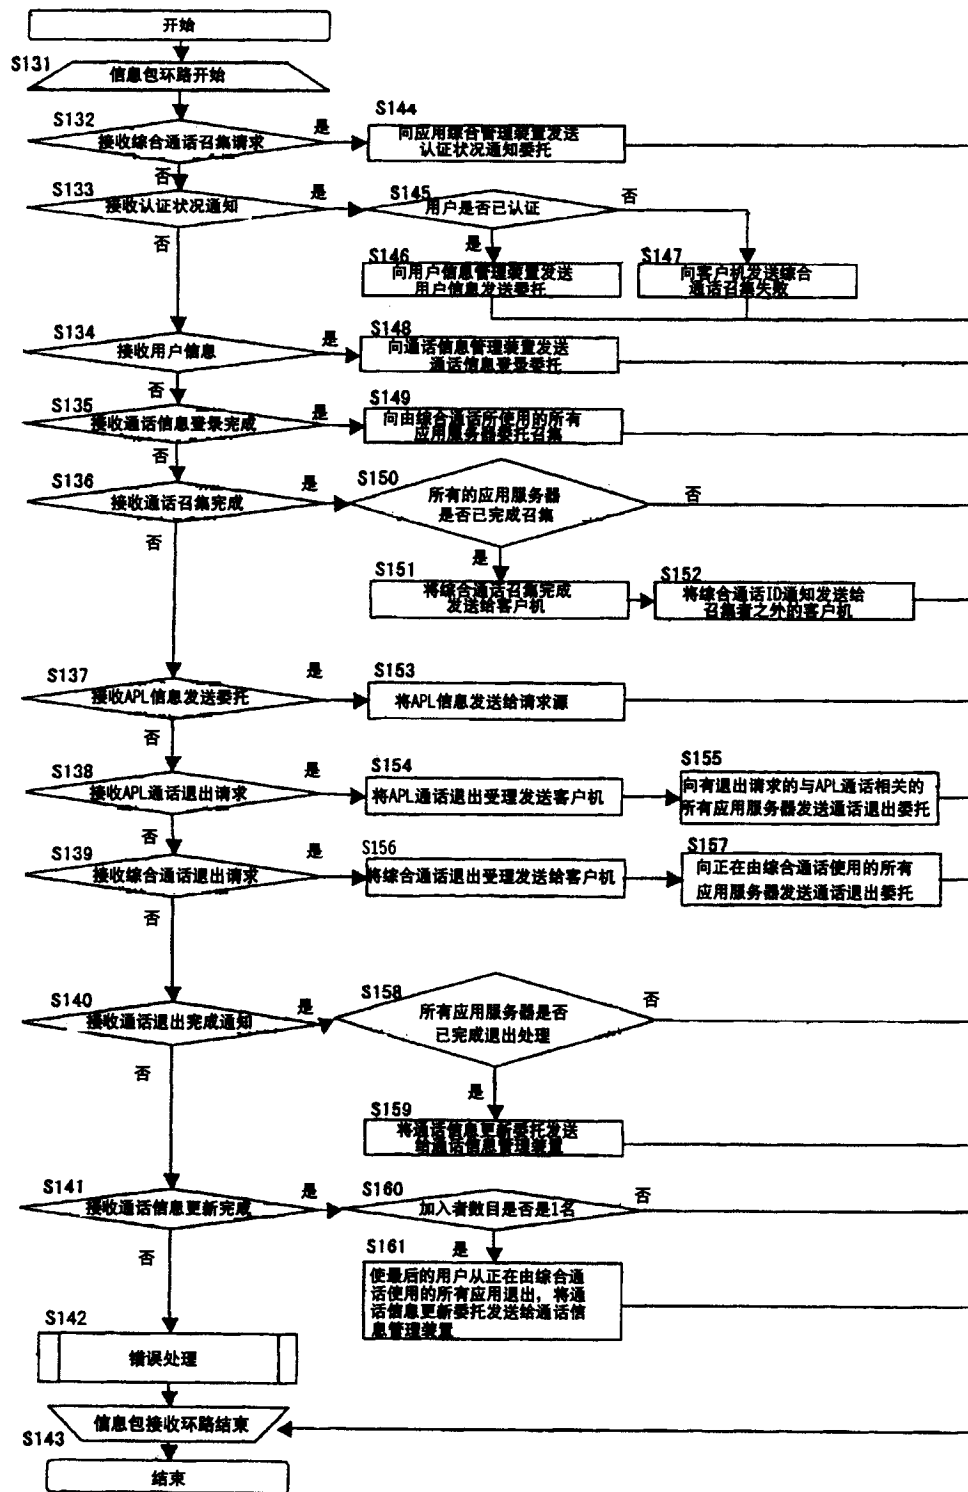 开始
S131
信息包环路开始
S132
接收综合通话召集请求
是
S144
向应用综合管理装置发送
认证状况通知委托
否
S133
接收认证状况通知
是
S145
用户是否已认证
否
否
是
S146
向用户信息管理装置发送
用户信息发送委托
S147
向客户机发送综合
通话召集失败
S134
接收用户信息
是
S148
向通话信息管理装置发送
通话信息登录委托
否
S135
接收通话信息登录完成
是
S149
向由综合通话所使用的所有
应用服务器委托召集
否
S136
接收通话召集完成
是
S150
所有的应用服务器
是否已完成召集
否
否
是
S151
将综合通话召集完成
发送给客户机
S152
将综合通话ID通知发送给
召集者之外的客户机
S137
接收APL信息发送委托
是
S153
将APL信息发送给请求源
否
S138
接收APL通话退出请求
是
S154
将APL通话退出受理发送客户机
S155
向有退出请求的与APL通话相关的
所有应用服务器发送通话退出委托
否
S139
接收综合通话退出请求
是
S156
将综合通话退出受理发送给客户机
S157
向正在由综合通话使用的所有
应用服务器发送通话退出委托
否
S140
接收通话退出完成通知
是
S158
所有应用服务器是否
已完成退出处理
否
否
是
S159
将通话信息更新委托发送
给通话信息管理装置
S141
接收通话信息更新完成
是
S160
加入者数目是否是1名
否
否
是
S161
使最后的用户从正在由综合通
话使用的所有应用退出，将通
话信息更新委托发送给通话信
息管理装置
S142
错误处理
信息包接收环路结束
S143
结束